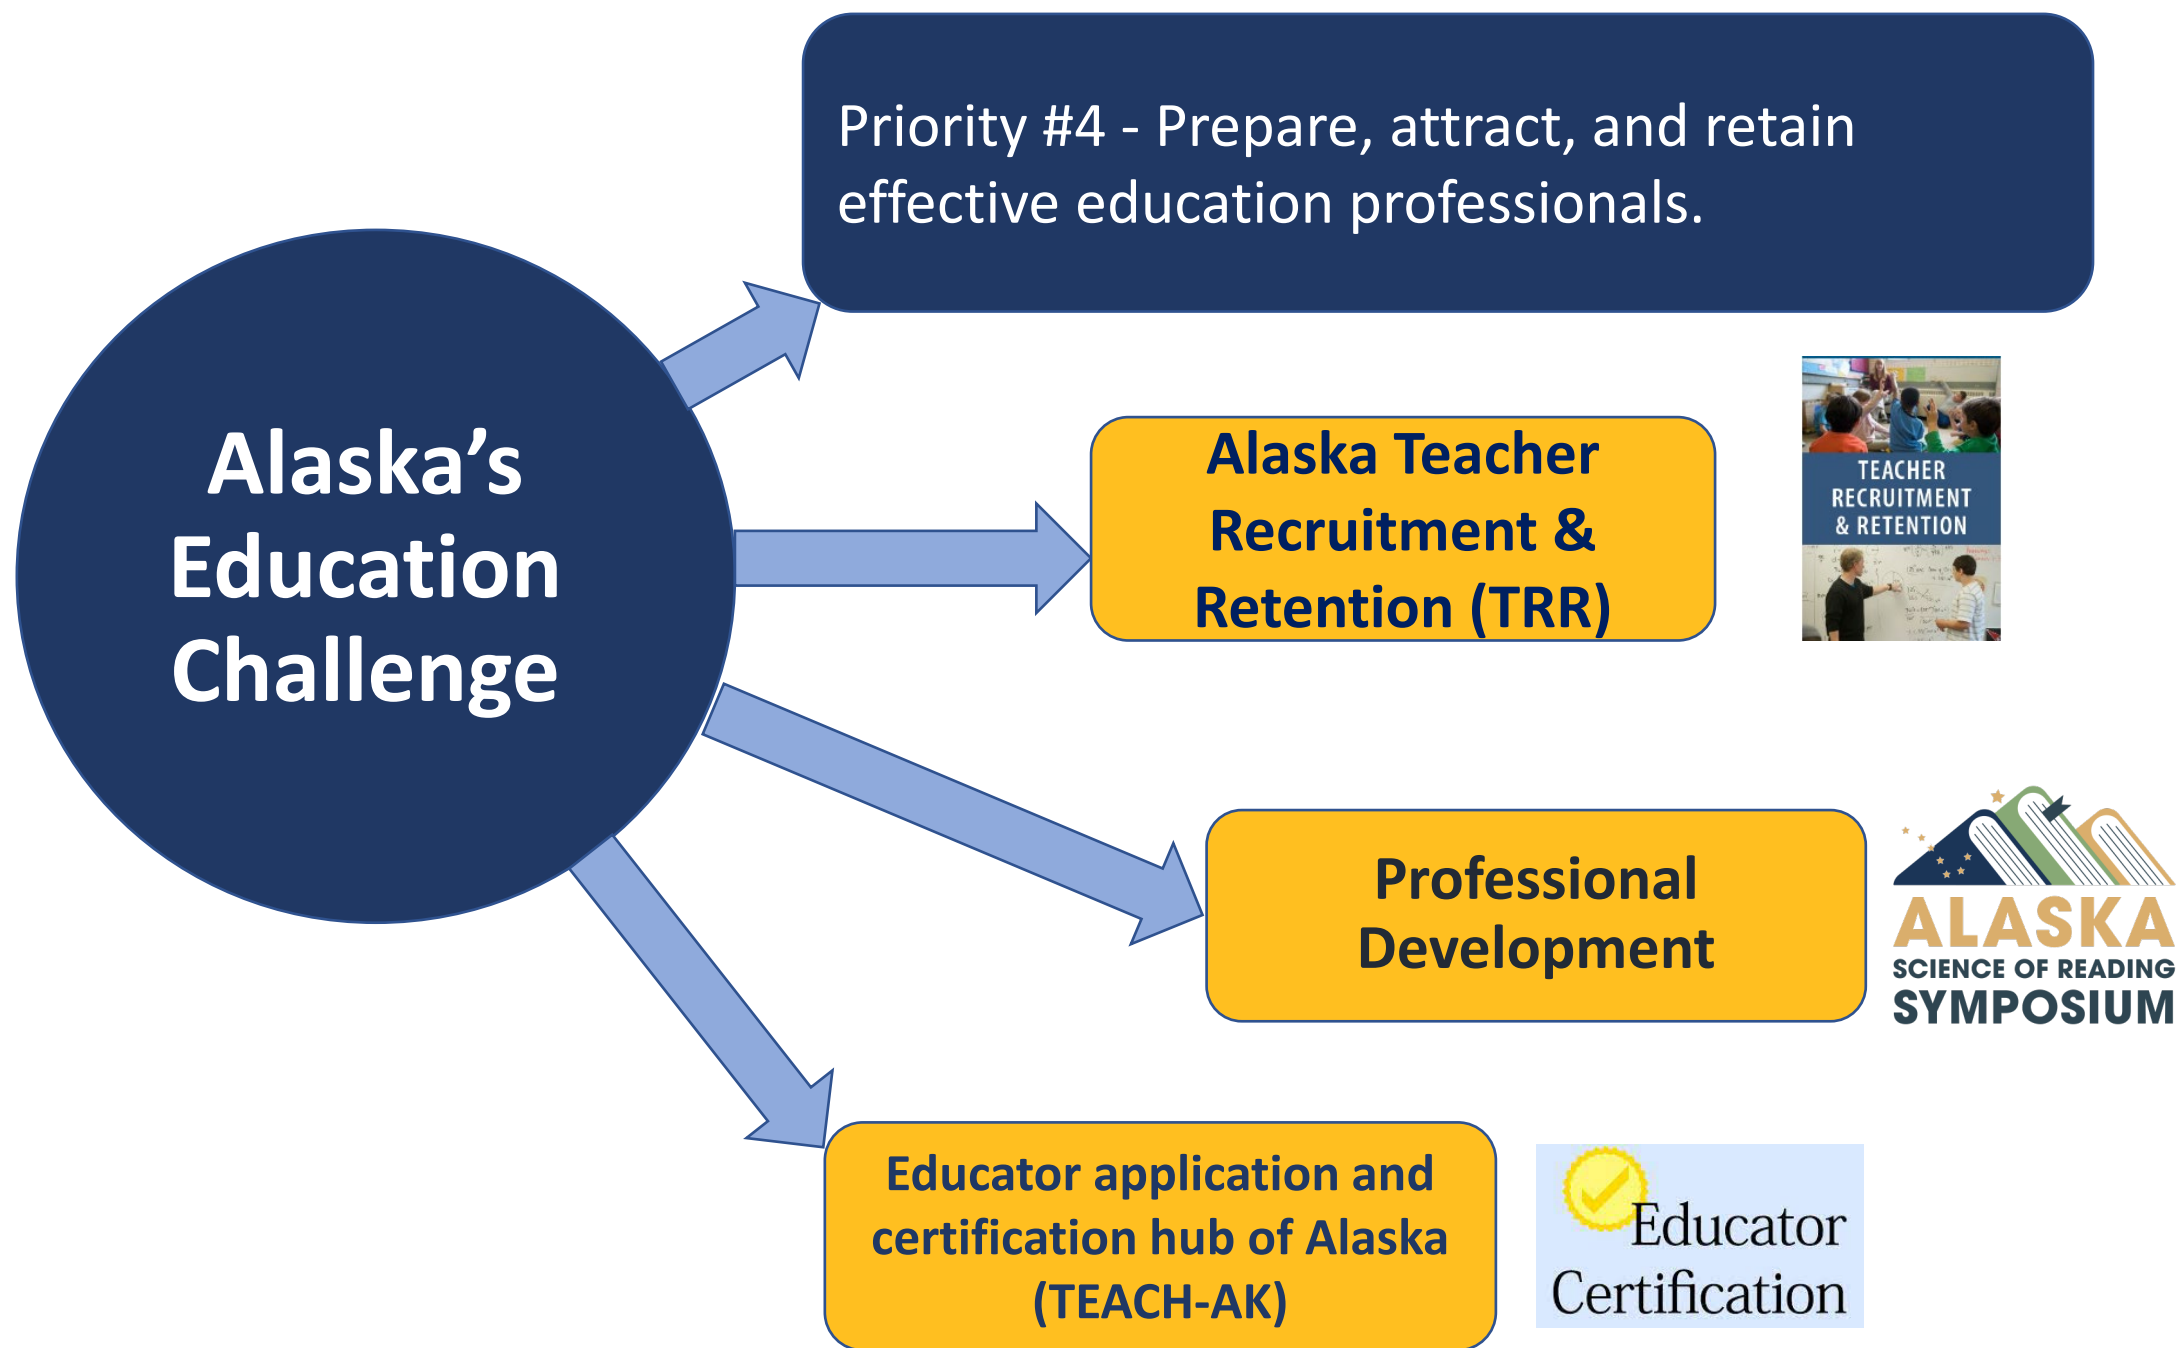 Priority #4 - Prepare, attract, and retain
effective education professionals.
Alaska’s
Education
Challenge
Alaska Teacher
Recruitment &
Retention (TRR)
TEACHER
RECRUITMENT
& RETENTION
Professional
Development
ALASKA
SCIENCE OF READING
SYMPOSIUM
Educator application and
certification hub of Alaska
(TEACH-AK)
Educator
Certification